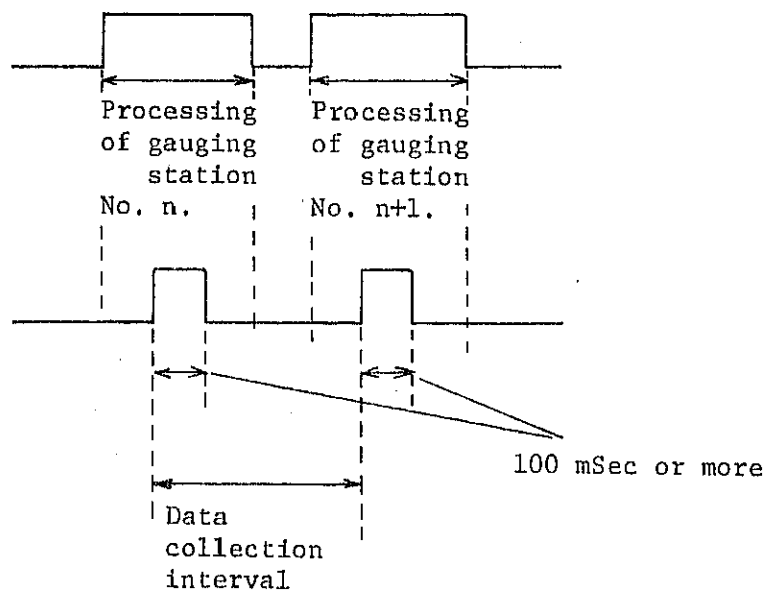 Processing
of gauging
station
No. n.
Processing
of gauging
station
No. n+1.
100 mSec or more
Data
collection
interval